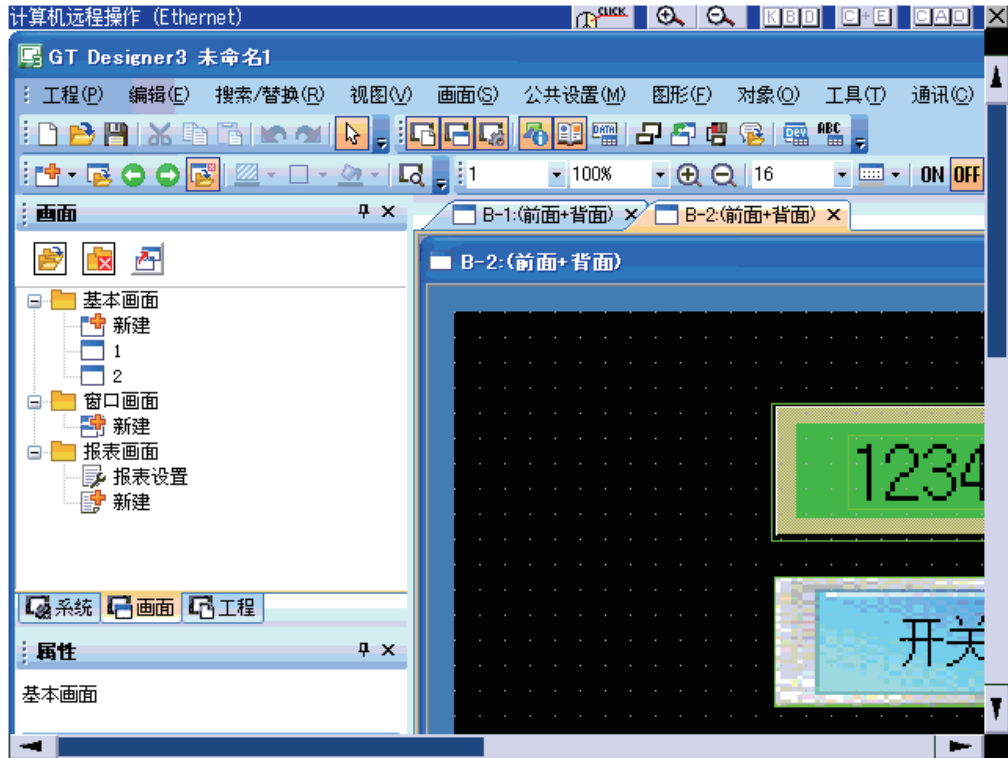 计算机远程操作 (Ethernet) CLICK KBD C+E CAD
GT Designer3 未命名1
工程(P) 编辑(E) 搜索/替换(R) 视图(V) 画面(S) 公共设置(M) 图形(F) 对象(O) 工具(T) 通讯(C)
DATA DEV ABC
1 100% 16 ON OFF
画面
B-1:(前面+背面) B-2:(前面+背面)
B-2:(前面+背面)
基本画面
新建
1
2
窗口画面
新建
报表画面
报表设置
新建
1234
开关
系统 画面 工程
属性
基本画面